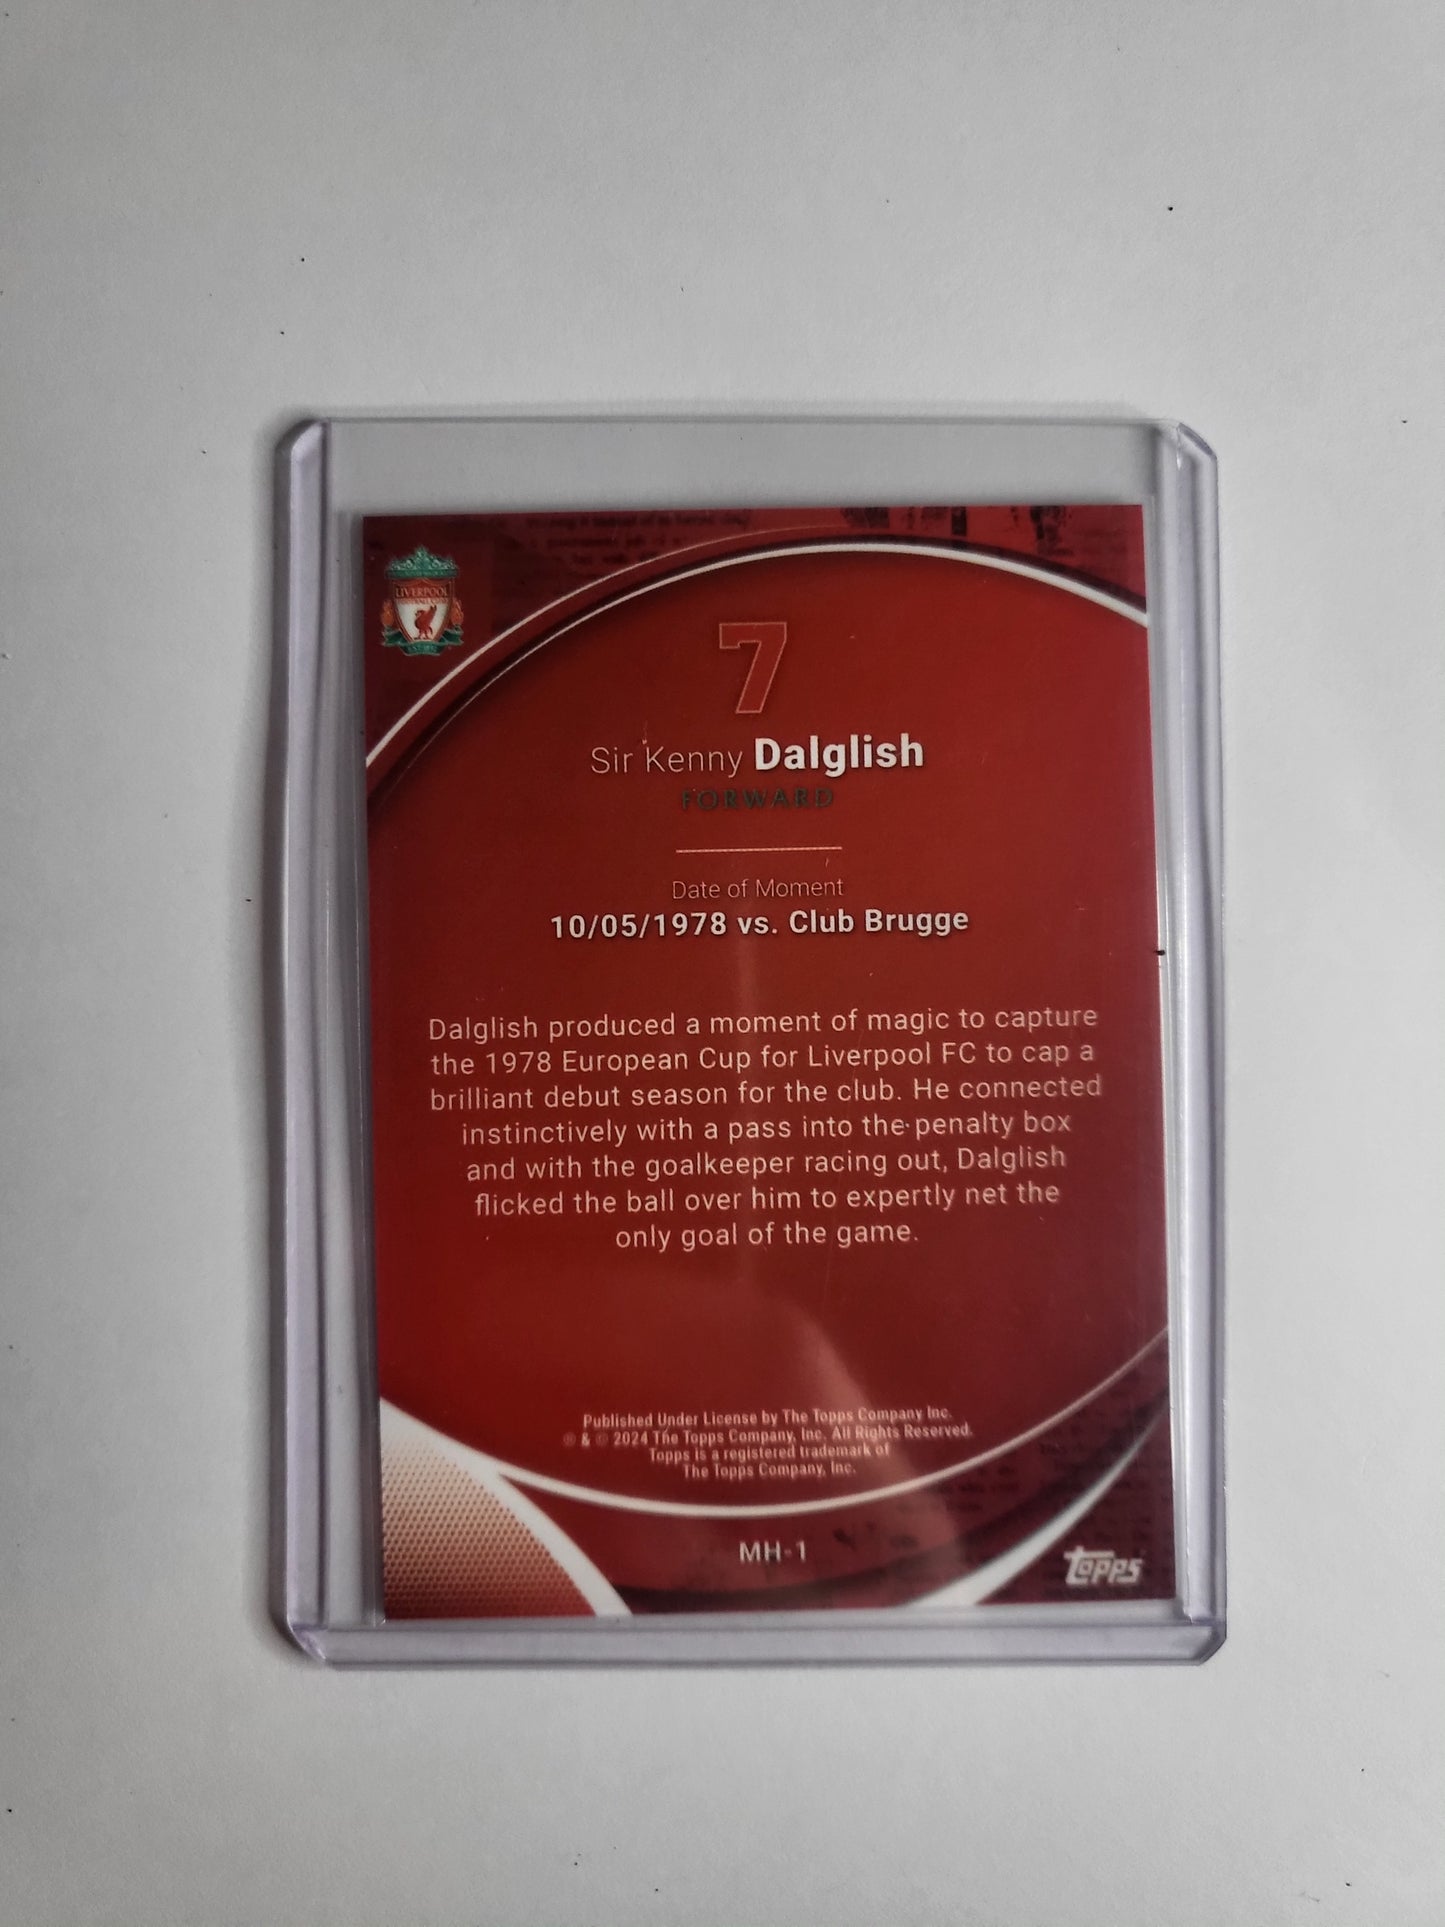 LIVERPOOL
7
Sir Kenny Dalglish
FORWARD
Date of Moment
10/05/1978 vs. Club Brugge
Dalglish produced a moment of magic to capture
the 1978 European Cup for Liverpool FC to cap a
brilliant debut season for the club. He connected
instinctively with a pass into the penalty box
and with the goalkeeper racing out, Dalglish
flicked the ball over him to expertly net the
only goal of the game.
Published Under License by The Topps Company Inc.
® & © 2024 The Topps Company, Inc. All Rights Reserved.
Topps is a registered trademark of
The Topps Company, Inc.
MH-1
Topps